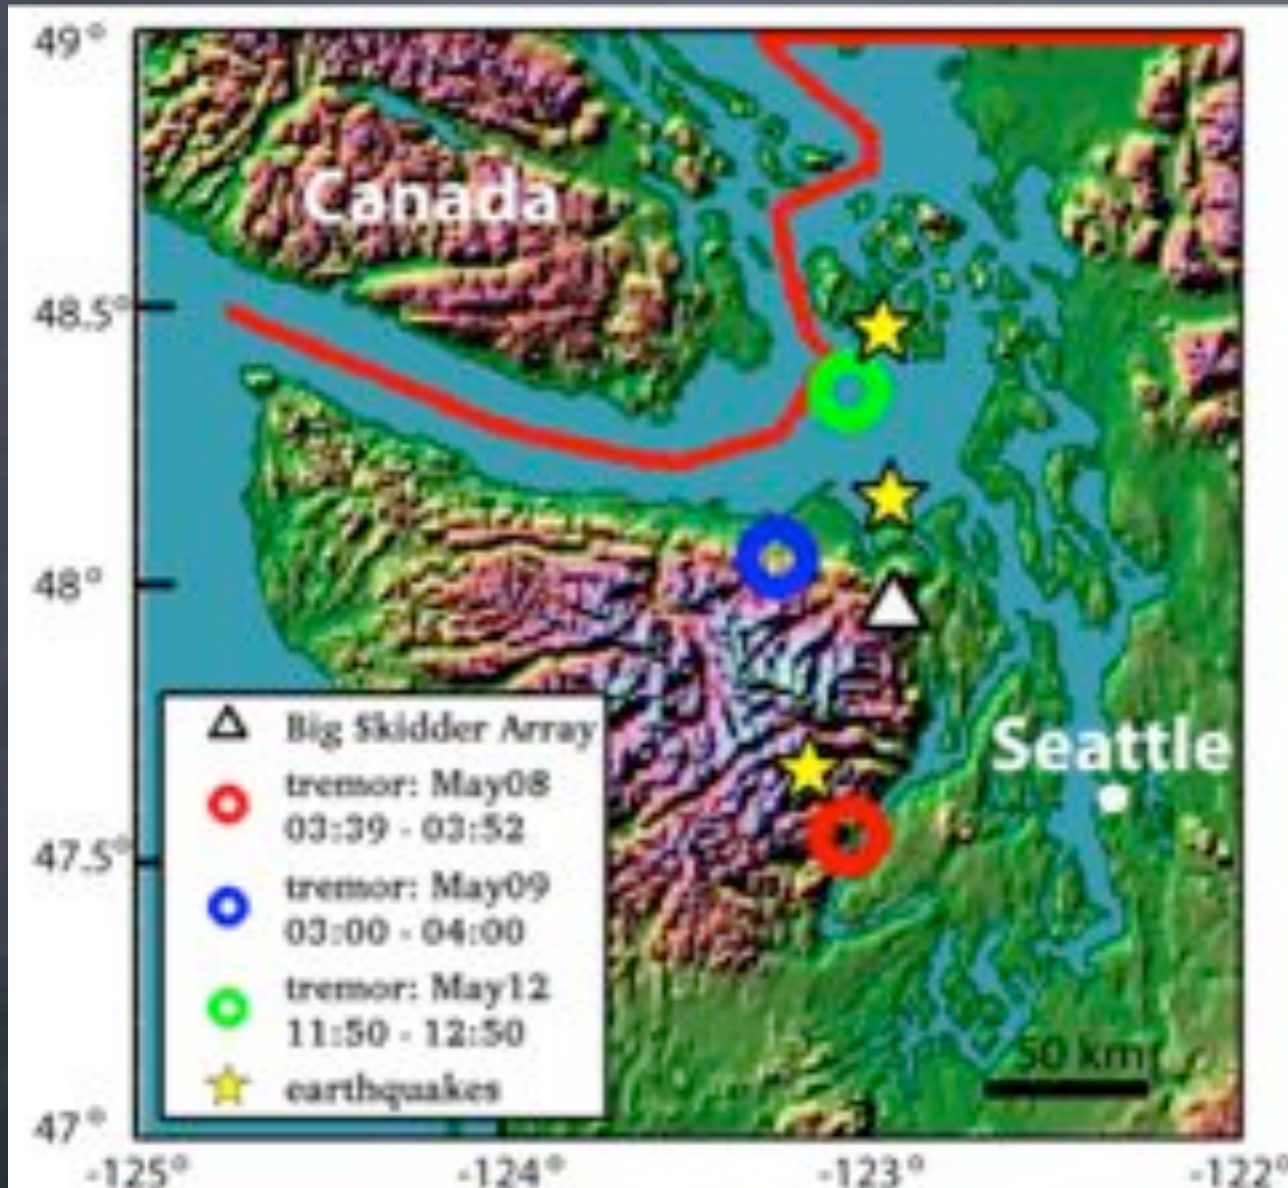 49°
Canada
48.5°
48°
Seattle
Big Skidder Array
tremor: May08
03:39 - 03:52
47.5°
tremor: May09
03:00 - 04:00
tremor: May12
11:50 - 12:50
50 km
earthquakes
47°
-125° -124° -123° -122°